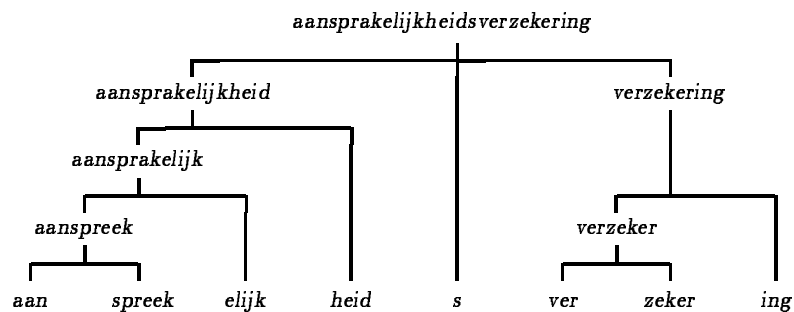 aansprakelijkheidsverzekering
aansprakelijkheid verzekering
aansprakelijk
aanspreek verzeker
aan spreek elijk heid s ver zeker ing